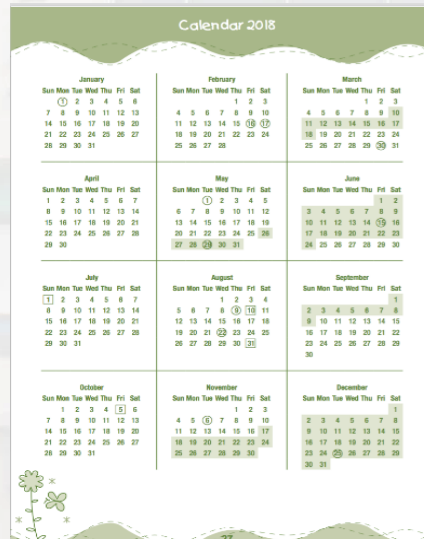 Calendar 2018
January
Sun Mon Tue Wed Thu Fri Sat
1 2 3 4 5 6
7 8 9 10 11 12 13
14 15 16 17 18 19 20
21 22 23 24 25 26 27
28 29 30 31
February
Sun Mon Tue Wed Thu Fri Sat
1 2 3
4 5 6 7 8 9 10
11 12 13 14 15 16 17
18 19 20 21 22 23 24
25 26 27 28
March
Sun Mon Tue Wed Thu Fri Sat
1 2 3
4 5 6 7 8 9 10
11 12 13 14 15 16 17
18 19 20 21 22 23 24
25 26 27 28 29 30 31
April
Sun Mon Tue Wed Thu Fri Sat
1 2 3 4 5 6 7
8 9 10 11 12 13 14
15 16 17 18 19 20 21
22 23 24 25 26 27 28
29 30
May
Sun Mon Tue Wed Thu Fri Sat
1 2 3 4 5
6 7 8 9 10 11 12
13 14 15 16 17 18 19
20 21 22 23 24 25 26
27 28 29 30 31
June
Sun Mon Tue Wed Thu Fri Sat
1 2
3 4 5 6 7 8 9
10 11 12 13 14 15 16
17 18 19 20 21 22 23
24 25 26 27 28 29 30
July
Sun Mon Tue Wed Thu Fri Sat
1 2 3 4 5 6 7
8 9 10 11 12 13 14
15 16 17 18 19 20 21
22 23 24 25 26 27 28
29 30 31
August
Sun Mon Tue Wed Thu Fri Sat
1 2 3 4
5 6 7 8 9 10 11
12 13 14 15 16 17 18
19 20 21 22 23 24 25
26 27 28 29 30 31
September
Sun Mon Tue Wed Thu Fri Sat
1
2 3 4 5 6 7 8
9 10 11 12 13 14 15
16 17 18 19 20 21 22
23 24 25 26 27 28 29
30
October
Sun Mon Tue Wed Thu Fri Sat
1 2 3 4 5 6
7 8 9 10 11 12 13
14 15 16 17 18 19 20
21 22 23 24 25 26 27
28 29 30 31
November
Sun Mon Tue Wed Thu Fri Sat
1 2 3
4 5 6 7 8 9 10
11 12 13 14 15 16 17
18 19 20 21 22 23 24
25 26 27 28 29 30
December
Sun Mon Tue Wed Thu Fri Sat
1
2 3 4 5 6 7 8
9 10 11 12 13 14 15
16 17 18 19 20 21 22
23 24 25 26 27 28 29
30 31